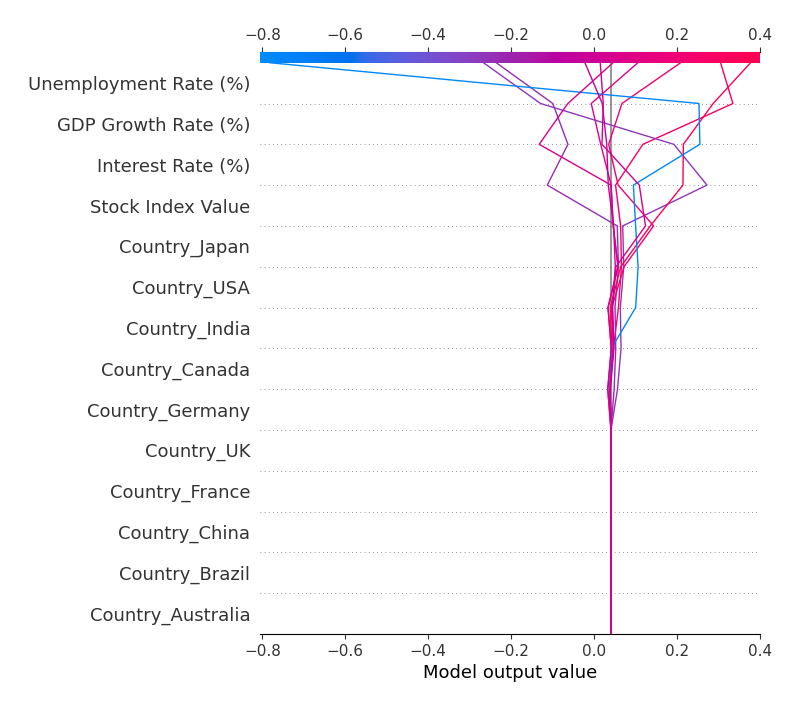 −0.8 −0.6 −0.4 −0.2 0.0 0.2 0.4
Unemployment Rate (%)
GDP Growth Rate (%)
Interest Rate (%)
Stock Index Value
Country_Japan
Country_USA
Country_India
Country_Canada
Country_Germany
Country_UK
Country_France
Country_China
Country_Brazil
Country_Australia
−0.8 −0.6 −0.4 −0.2 0.0 0.2 0.4
Model output value